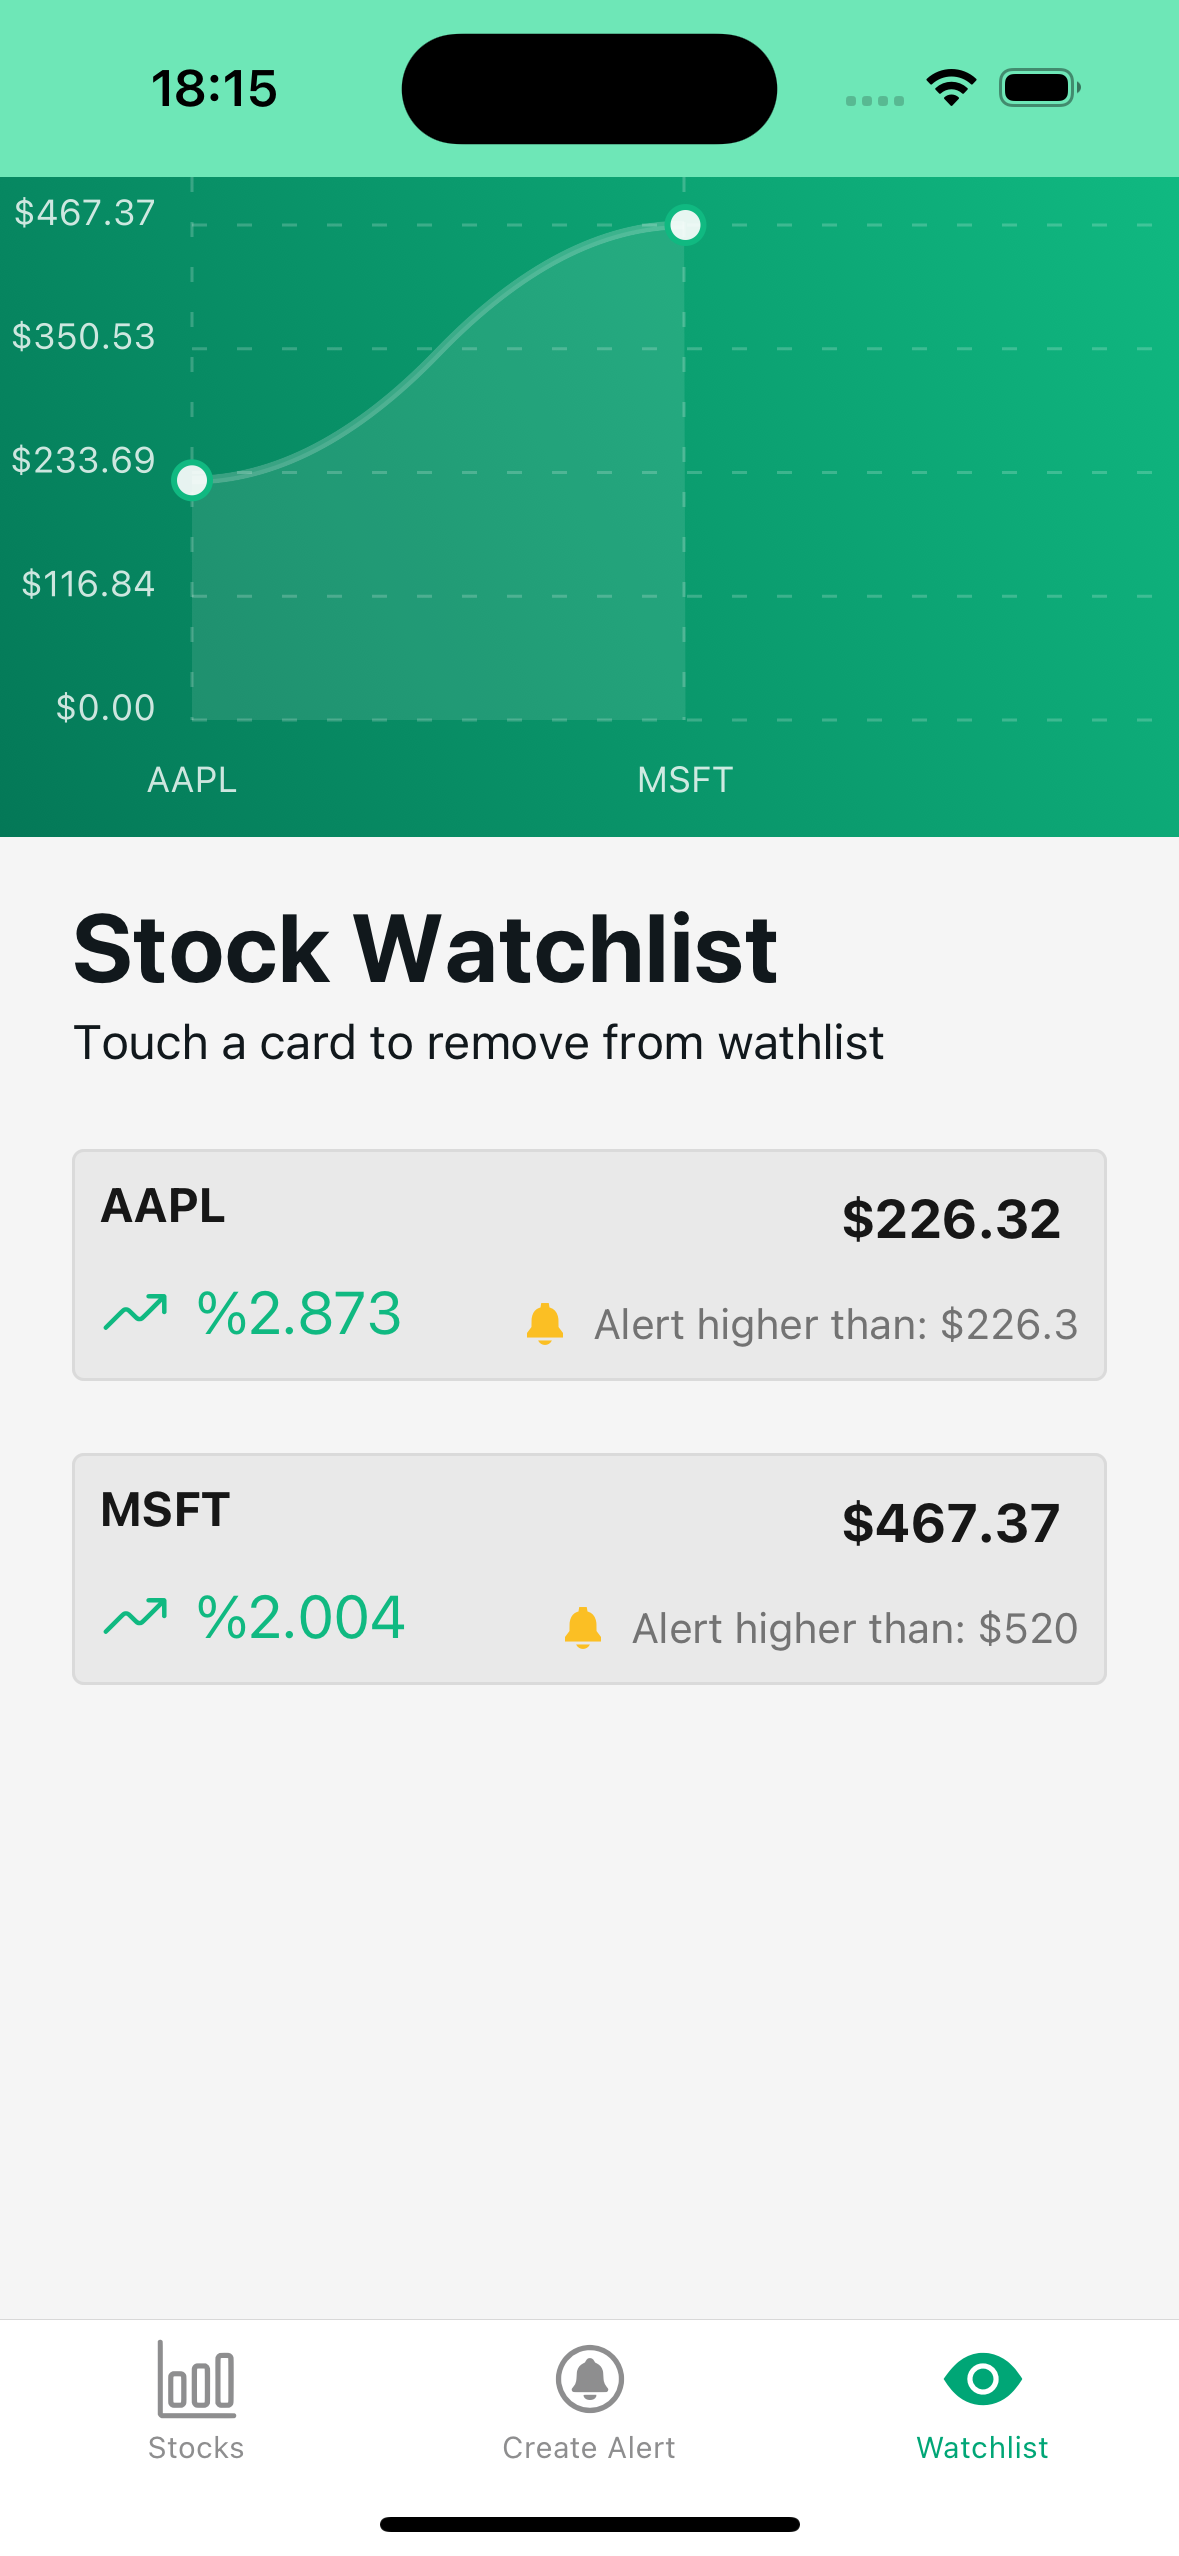 18:15
$467.37
$350.53
$233.69
$116.84
$0.00
AAPL MSFT
Stock Watchlist
Touch a card to remove from wathlist
AAPL $226.32
%2.873 Alert higher than: $226.3
MSFT $467.37
%2.004 Alert higher than: $520
Stocks Create Alert Watchlist